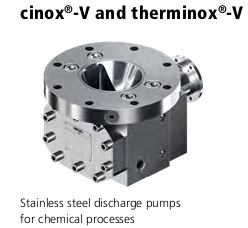 cinox®-V and therminox®-V
Stainless steel discharge pumps
for chemical processes